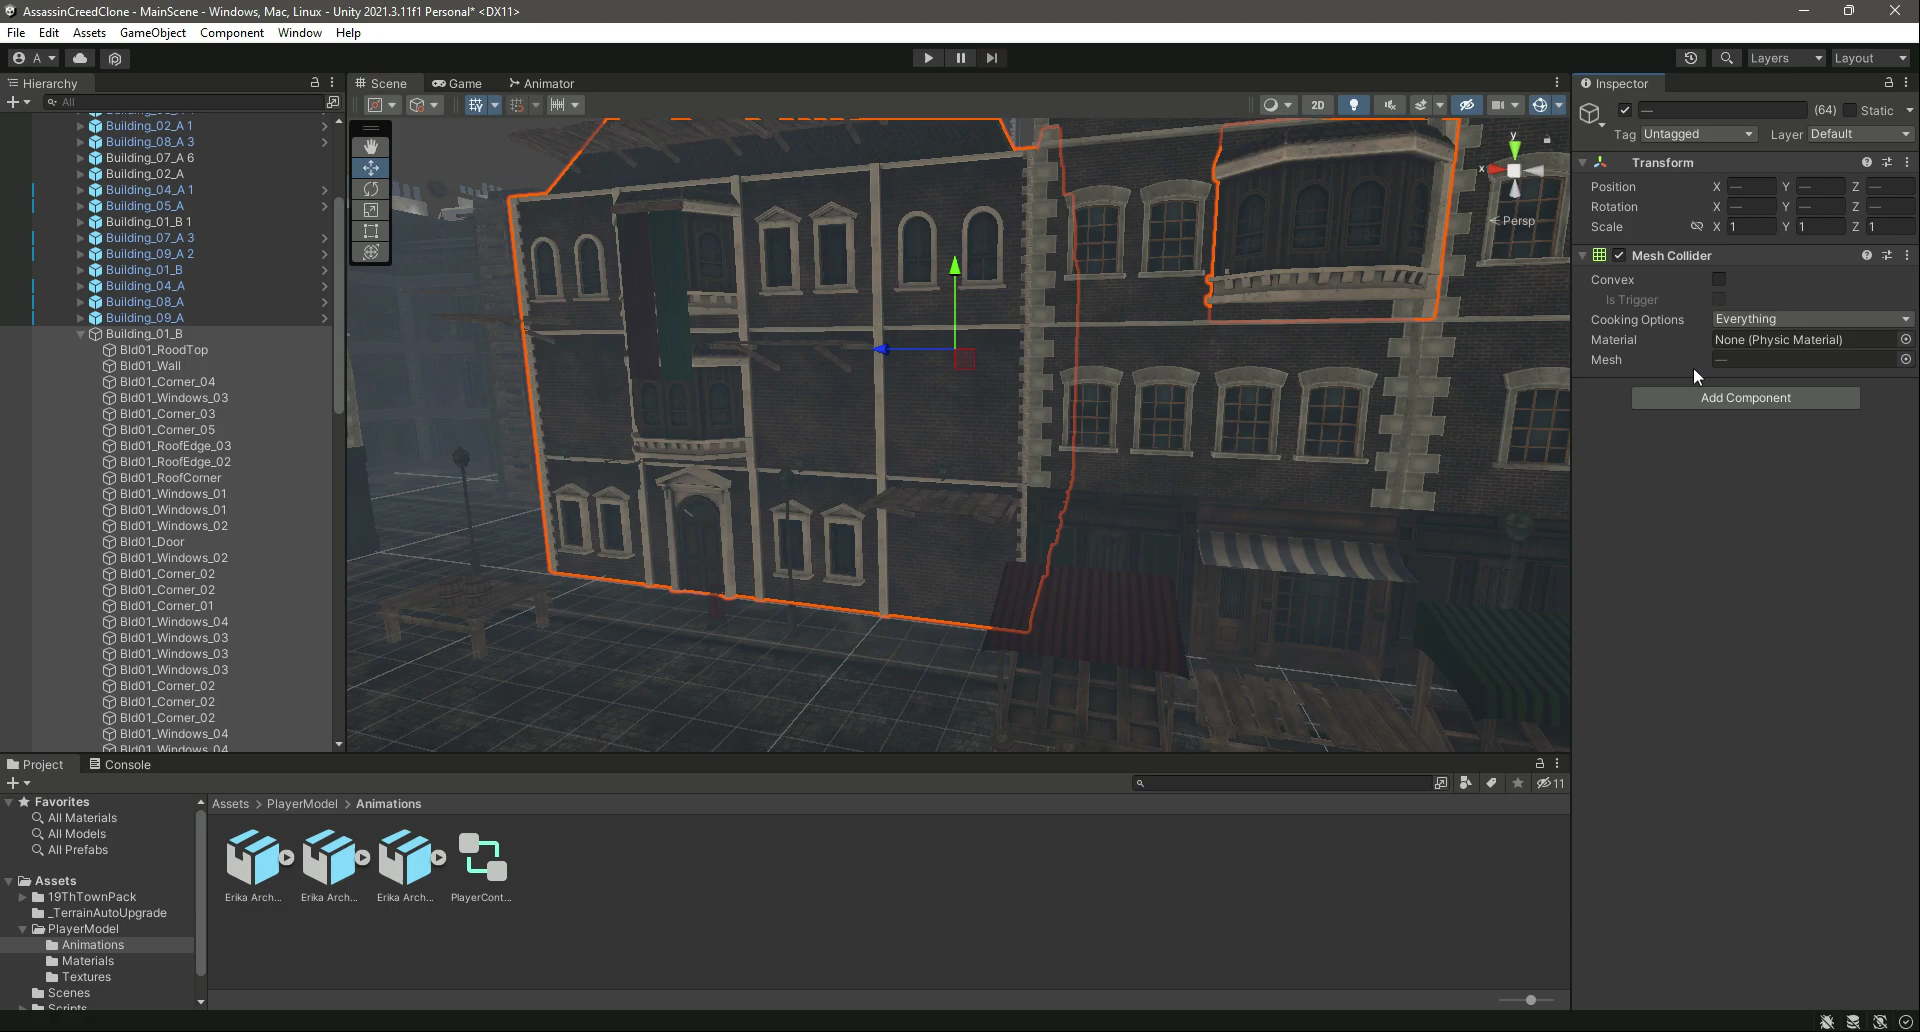 AssassinCreedClone - MainScene - Windows, Mac, Linux - Unity 2021.3.11f1 Personal* <DX11>
File Edit Assets GameObject Component Window Help
A
Layers Layout
Hierarchy
All
Building_02_A 1
Building_08_A 3
Building_07_A 6
Building_02_A
Building_04_A 1
Building_05_A
Building_01_B 1
Building_07_A 3
Building_09_A 2
Building_01_B
Building_04_A
Building_08_A
Building_09_A
Building_01_B
Bld01_RoodTop
Bld01_Wall
Bld01_Corner_04
Bld01_Windows_03
Bld01_Corner_03
Bld01_Corner_05
Bld01_RoofEdge_03
Bld01_RoofEdge_02
Bld01_RoofCorner
Bld01_Windows_01
Bld01_Windows_01
Bld01_Windows_02
Bld01_Door
Bld01_Windows_02
Bld01_Corner_02
Bld01_Corner_02
Bld01_Corner_01
Bld01_Windows_04
Bld01_Windows_03
Bld01_Windows_03
Bld01_Windows_03
Bld01_Corner_02
Bld01_Corner_02
Bld01_Corner_02
Bld01_Windows_04
Bld01_Windows_04
Scene Game Animator
2D
y
x
Persp
Inspector
— (64) Static
Tag Untagged Layer Default
Transform
Position X — Y — Z —
Rotation X — Y — Z —
Scale X 1 Y 1 Z 1
Mesh Collider
Convex
Is Trigger
Cooking Options Everything
Material None (Physic Material)
Mesh —
Add Component
Project Console
11
Favorites
All Materials
All Models
All Prefabs
Assets
19ThTownPack
_TerrainAutoUpgrade
PlayerModel
Animations
Materials
Textures
Scenes
Scripts
Assets > PlayerModel > Animations
Erika Arch... Erika Arch... Erika Arch... PlayerCont...